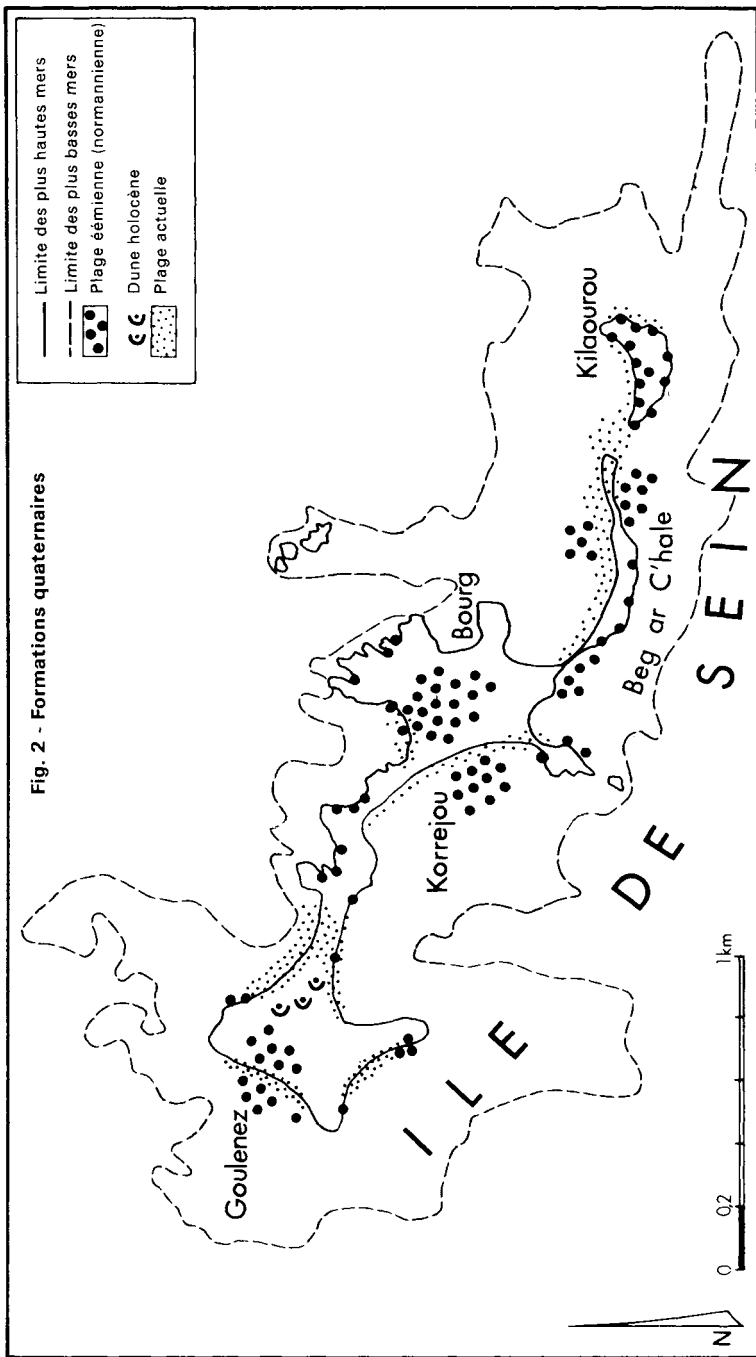 Fig. 2 - Formations quaternaires
Limite des plus hautes mers
Limite des plus basses mers
Plage éémienne (normannienne)
Dune holocène
Plage actuelle
Goulenez
Korrejou
Bourg
Beg ar C'hale
Kilaourou
ILE DE SEIN
N
0 0,2 1km